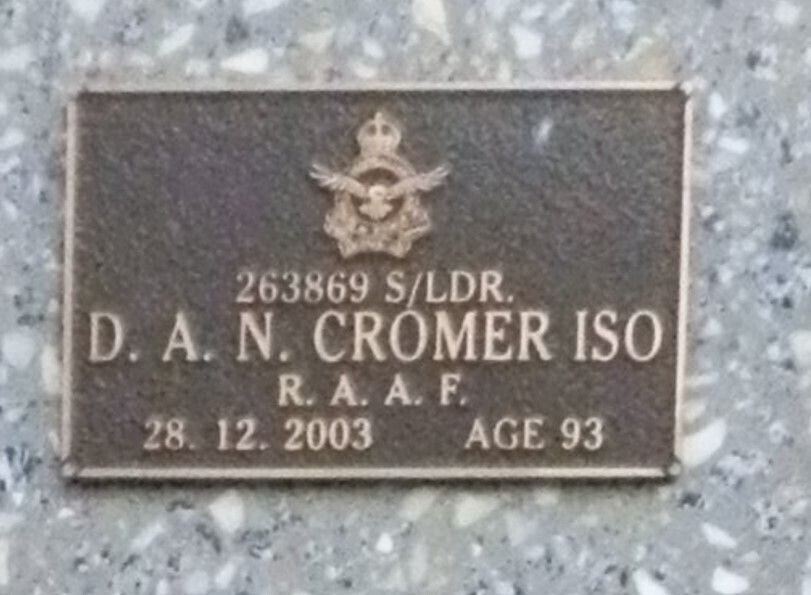 263869 S/LDR.
D. A. N. CROMER ISO
R. A. A. F.
28. 12. 2003 AGE 93